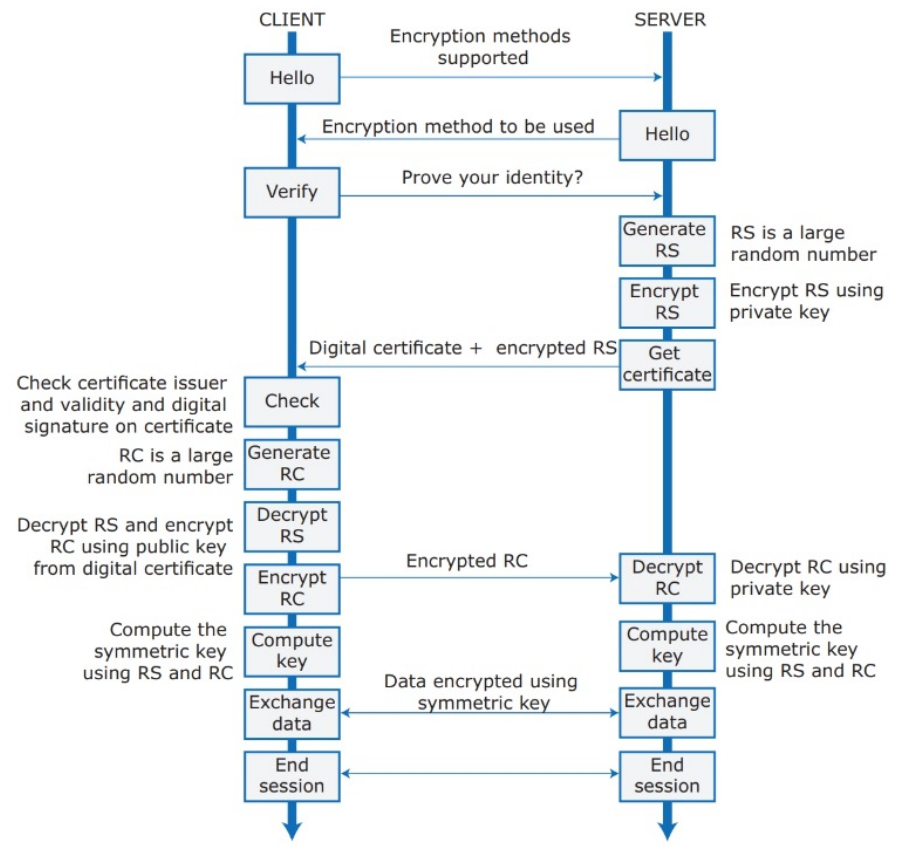 CLIENT
SERVER
Encryption methods
supported
Hello
Encryption method to be used
Hello
Verify
Prove your identity?
Generate
RS
RS is a large
random number
Encrypt
RS
Encrypt RS using
private key
Digital certificate + encrypted RS
Get
certificate
Check certificate issuer
and validity and digital
signature on certificate
Check
RC is a large
random number
Generate
RC
Decrypt RS and encrypt
RC using public key
from digital certificate
Decrypt
RS
Encrypt
RC
Encrypted RC
Decrypt
RC
Decrypt RC using
private key
Compute the
symmetric key
using RS and RC
Compute
key
Compute
key
Compute the
symmetric key
using RS and RC
Data encrypted using
symmetric key
Exchange
data
Exchange
data
End
session
End
session